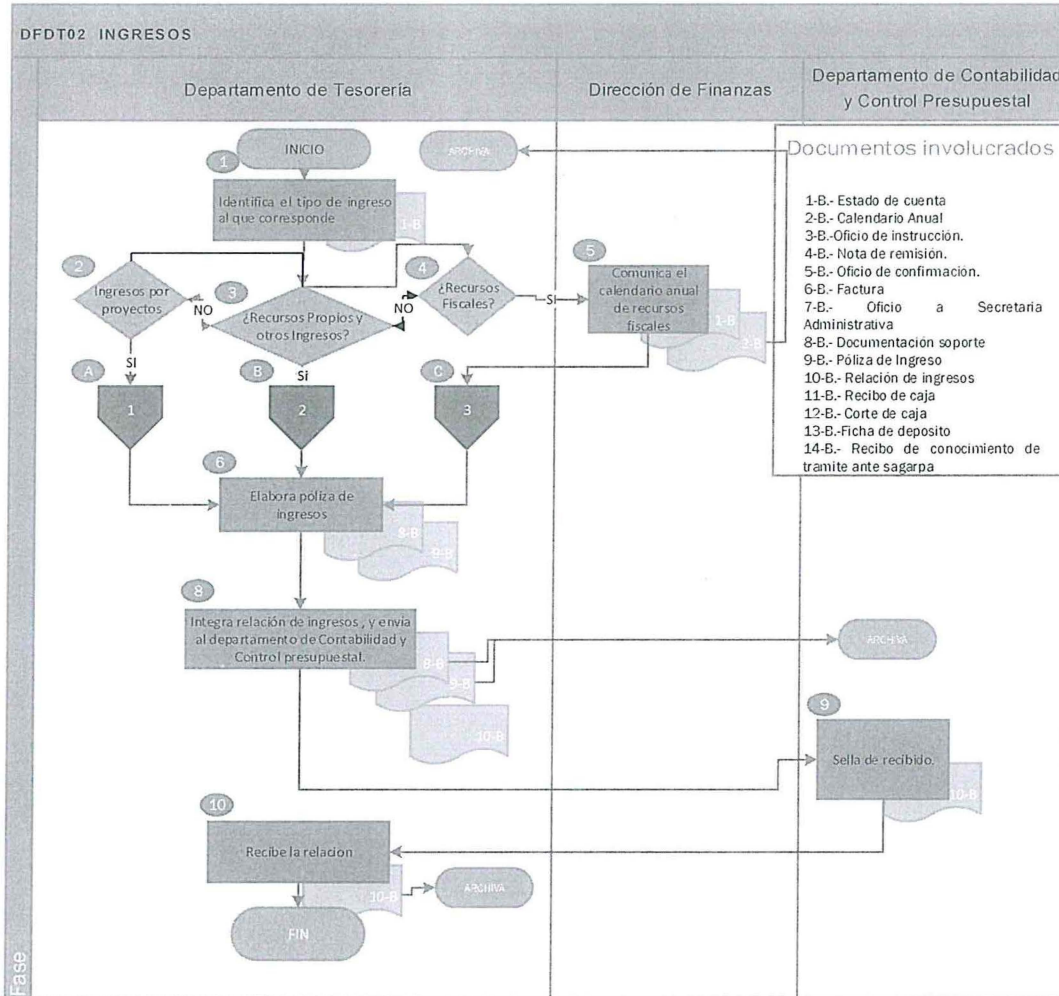 DFDT02 INGRESOS
Departamento de Tesorería
Dirección de Finanzas
Departamento de Contabilidad
y Control Presupuestal
Fase
INICIO
ARCHIVA
1
Identifica el tipo de ingreso
al que corresponde
1-B
2
Ingresos por
proyectos
NO
3
¿Recursos Propios y
otros Ingresos?
NO
4
¿Recursos
Fiscales?
SI
5
Comunica el
calendario anual
de recursos
fiscales
1-B
2-B
SI
Si
A
1
B
2
C
3
6
Elabora póliza de
ingresos
8-B
9-B
8
Integra relación de ingresos , y envía
al departamento de Contabilidad y
Control presupuestal.
8-B
9-B
10-B
ARCHIVA
9
Sella de recibido.
10-B
10
Recibe la relacion
10-B
ARCHIVA
FIN
Documentos involucrados
1-B.- Estado de cuenta
2-B.- Calendario Anual
3-B.-Oficio de instrucción.
4-B.- Nota de remisión.
5-B.- Oficio de confirmación.
6-B.- Factura
7-B.- Oficio a Secretaria
Administrativa
8-B.- Documentación soporte
9-B.- Póliza de Ingreso
10-B.- Relación de ingresos
11-B.- Recibo de caja
12-B.- Corte de caja
13-B.-Ficha de deposito
14-B.- Recibo de conocimiento de
tramite ante sagarpa